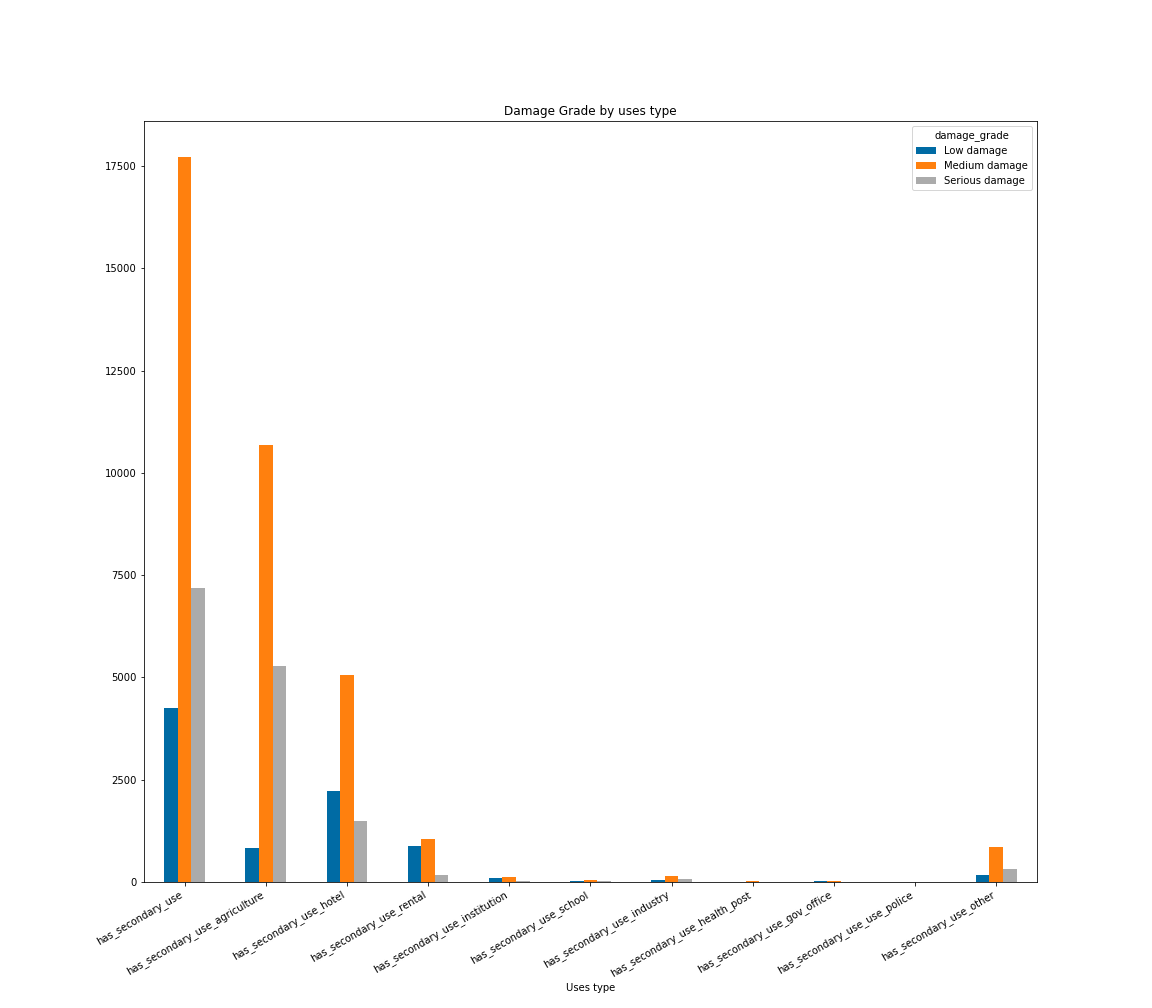 Damage Grade by uses type
damage_grade
Low damage
Medium damage
Serious damage
17500
15000
12500
10000
7500
5000
2500
0
has_secondary_use
has_secondary_use_agriculture
has_secondary_use_hotel
has_secondary_use_rental
has_secondary_use_institution
has_secondary_use_school
has_secondary_use_industry
has_secondary_use_health_post
has_secondary_use_gov_office
has_secondary_use_use_police
has_secondary_use_other
Uses type